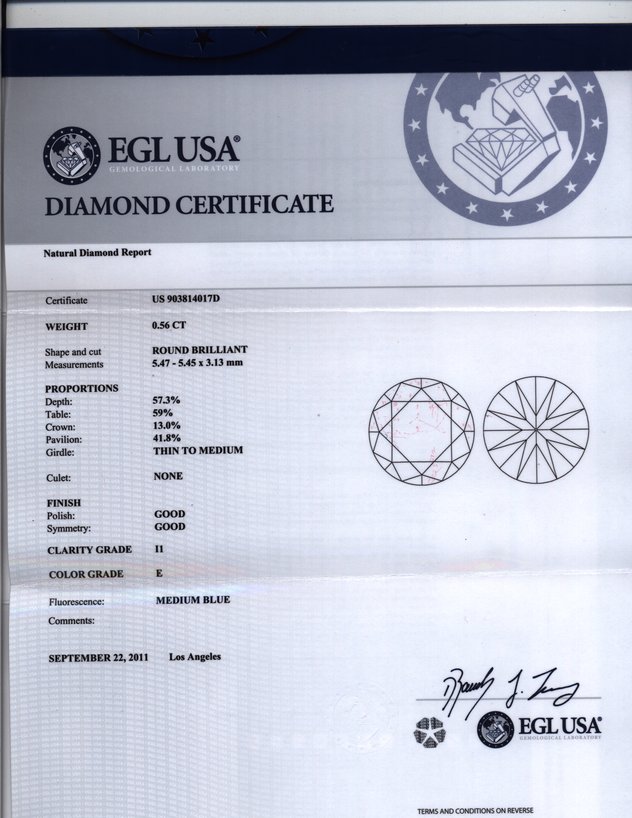 EGL USA®
GEMOLOGICAL LABORATORY
DIAMOND CERTIFICATE
Natural Diamond Report
Certificate US 903814017D
WEIGHT 0.56 CT
Shape and cut ROUND BRILLIANT
Measurements 5.47 - 5.45 x 3.13 mm
PROPORTIONS
Depth: 57.3%
Table: 59%
Crown: 13.0%
Pavilion: 41.8%
Girdle: THIN TO MEDIUM
Culet: NONE
FINISH
Polish: GOOD
Symmetry: GOOD
CLARITY GRADE I1
COLOR GRADE E
Fluorescence: MEDIUM BLUE
Comments:
SEPTEMBER 22, 2011 Los Angeles
EGL USA®
GEMOLOGICAL LABORATORY
TERMS AND CONDITIONS ON REVERSE